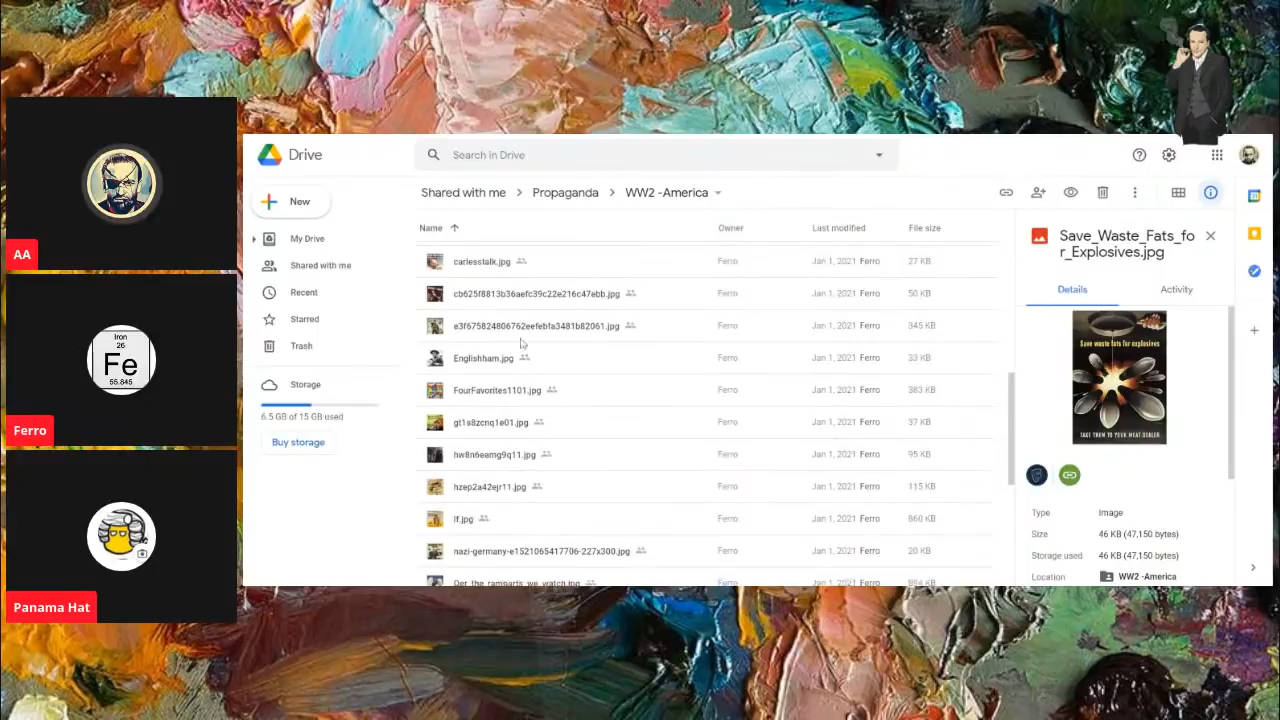 AA
Iron
26
Fe
55.845
Ferro
Panama Hat
Drive
Search in Drive
New
My Drive
Shared with me
Recent
Starred
Trash
Storage
6.5 GB of 15 GB used
Buy storage
Shared with me > Propaganda > WW2 -America
Name Owner Last modified File size
carlesstalk.jpg Ferro Jan 1, 2021 Ferro 27 KB
cb625f8813b36aefc39c22e216c47ebb.jpg Ferro Jan 1, 2021 Ferro 50 KB
e3f675824806762eefebfa3481b82061.jpg Ferro Jan 1, 2021 Ferro 345 KB
Englishham.jpg Ferro Jan 1, 2021 Ferro 33 KB
FourFavorites1101.jpg Ferro Jan 1, 2021 Ferro 383 KB
gt1s8zcnq1e01.jpg Ferro Jan 1, 2021 Ferro 37 KB
hw8n6eamg9q11.jpg Ferro Jan 1, 2021 Ferro 95 KB
hzep2a42ejr11.jpg Ferro Jan 1, 2021 Ferro 115 KB
lf.jpg Ferro Jan 1, 2021 Ferro 860 KB
nazi-germany-e1521065417706-227x300.jpg Ferro Jan 1, 2021 Ferro 20 KB
Ferro Jan 1, 2021 Ferro
Save_Waste_Fats_fo
r_Explosives.jpg
Details Activity
Save waste fats for explosives
TAKE THEM TO YOUR MEAT DEALER
Type Image
Size 46 KB (47,150 bytes)
Storage used 46 KB (47,150 bytes)
Location WW2 -America